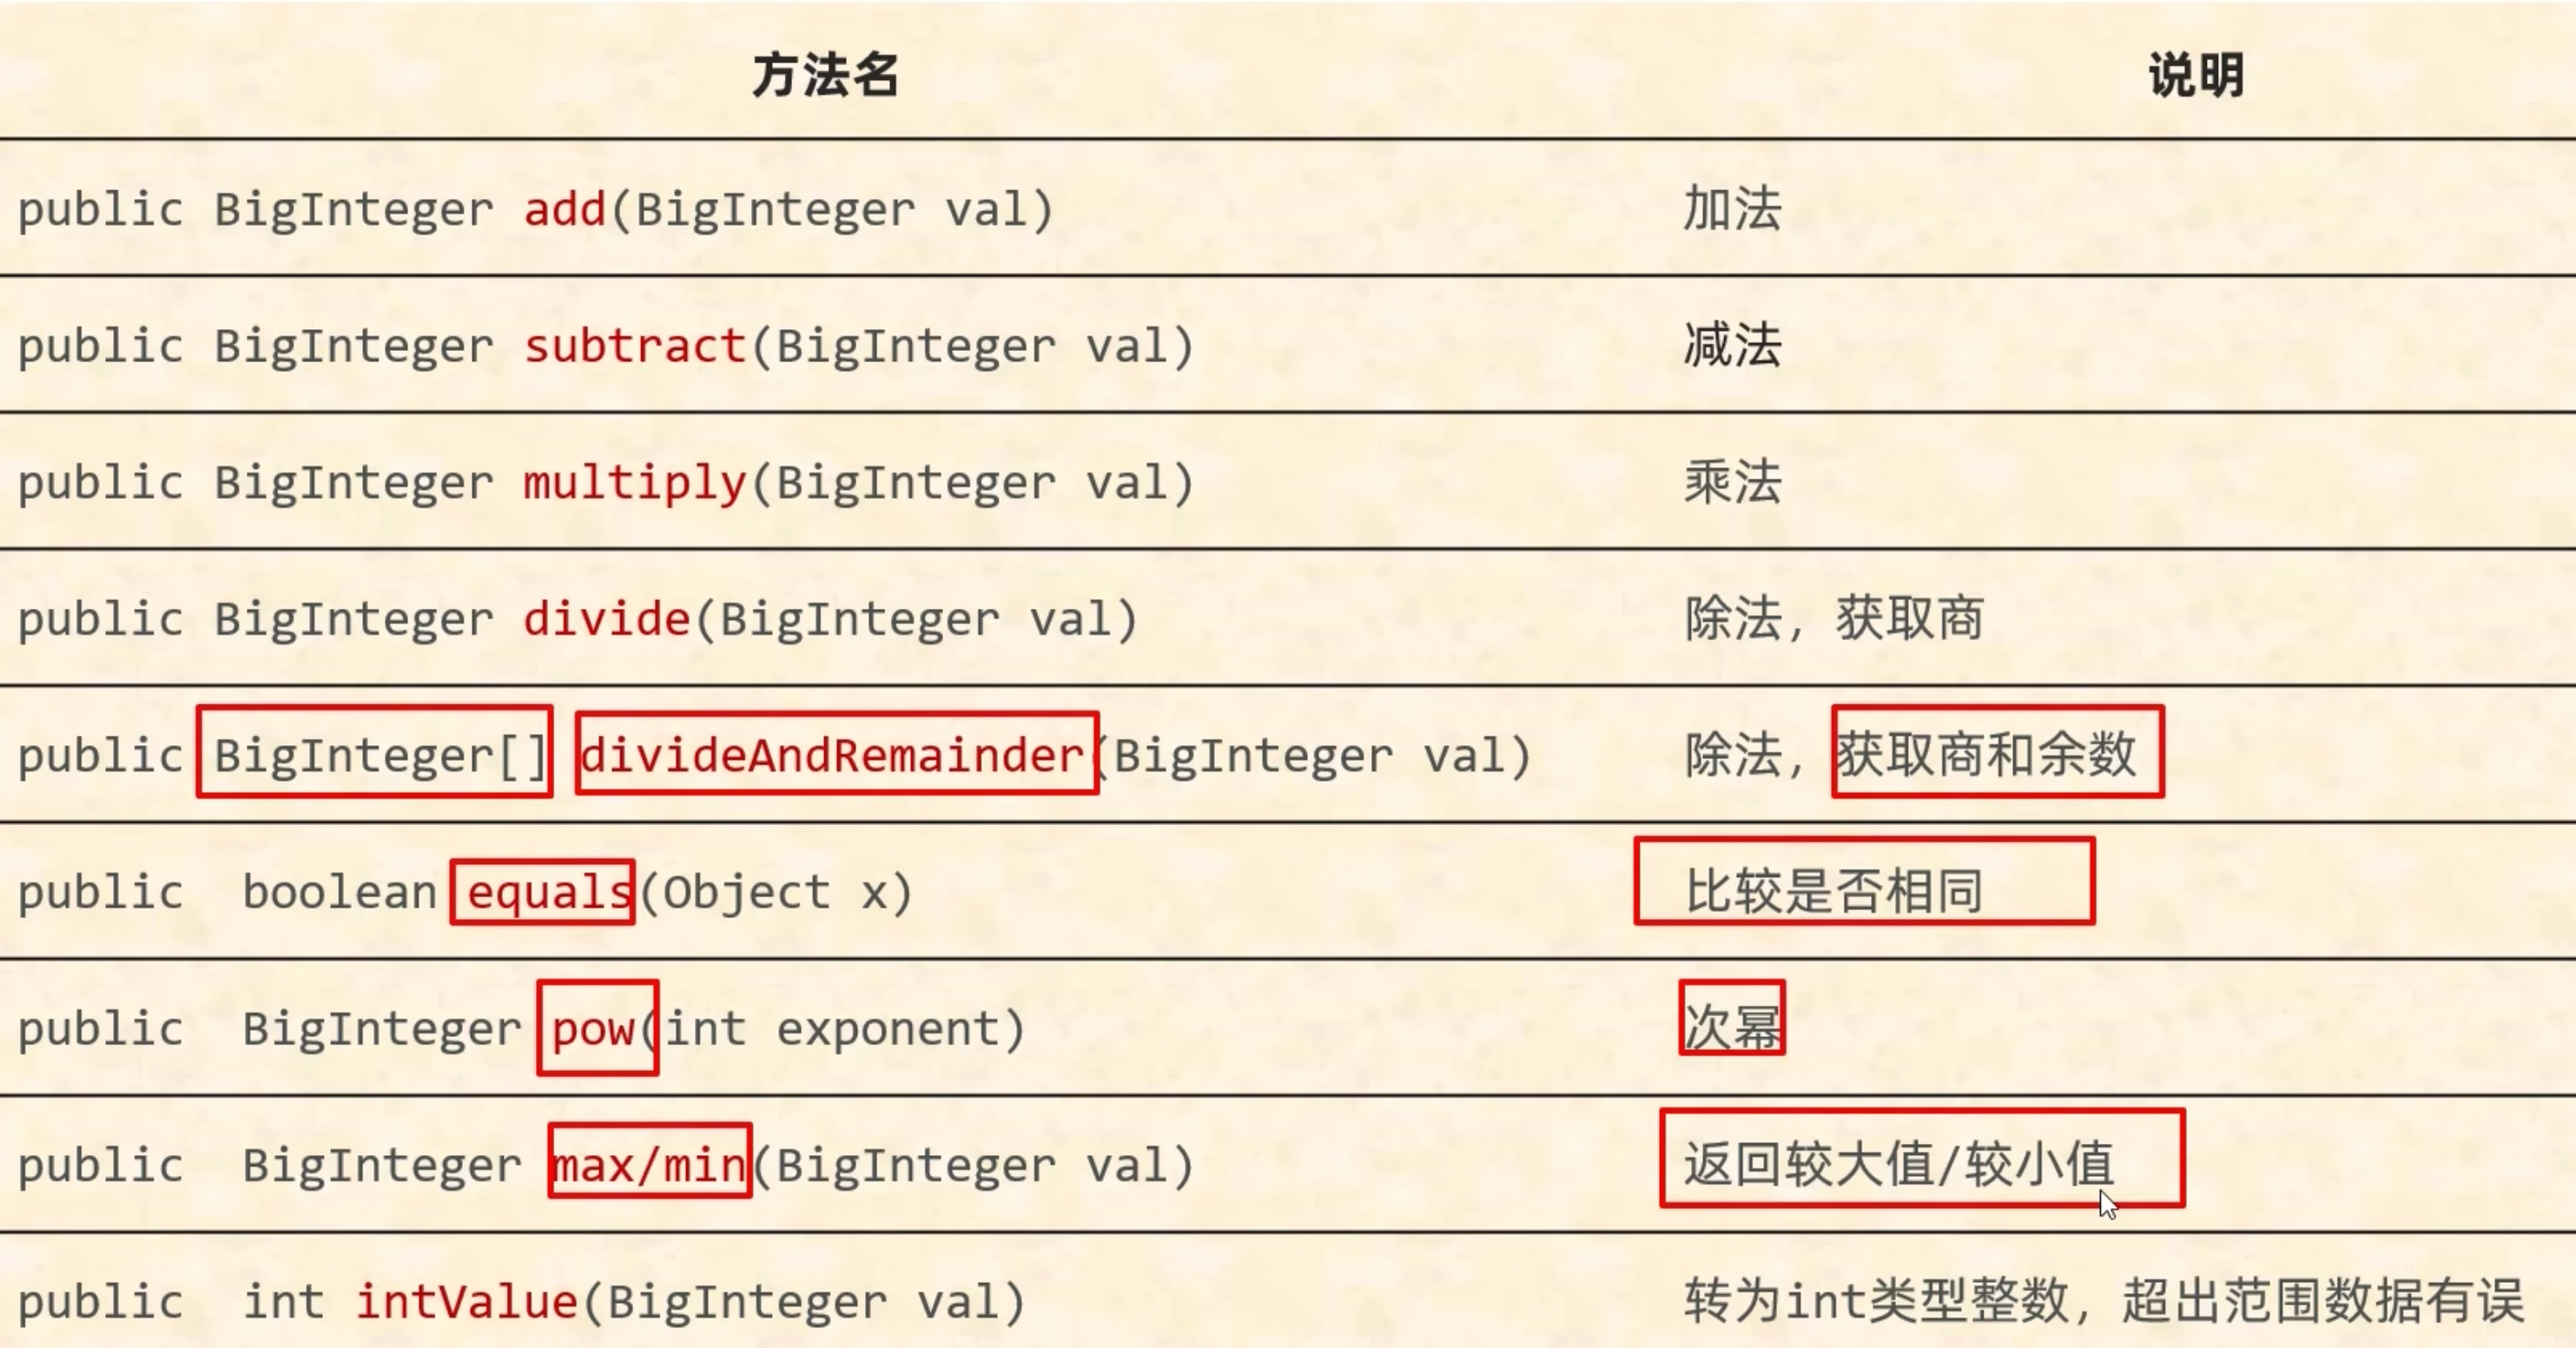 方法名 说明
public BigInteger add(BigInteger val) 加法
public BigInteger subtract(BigInteger val) 减法
public BigInteger multiply(BigInteger val) 乘法
public BigInteger divide(BigInteger val) 除法，获取商
public BigInteger[] divideAndRemainder(BigInteger val) 除法，获取商和余数
public boolean equals(Object x) 比较是否相同
public BigInteger pow(int exponent) 次幂
public BigInteger max/min(BigInteger val) 返回较大值/较小值
public int intValue(BigInteger val) 转为int类型整数，超出范围数据有误